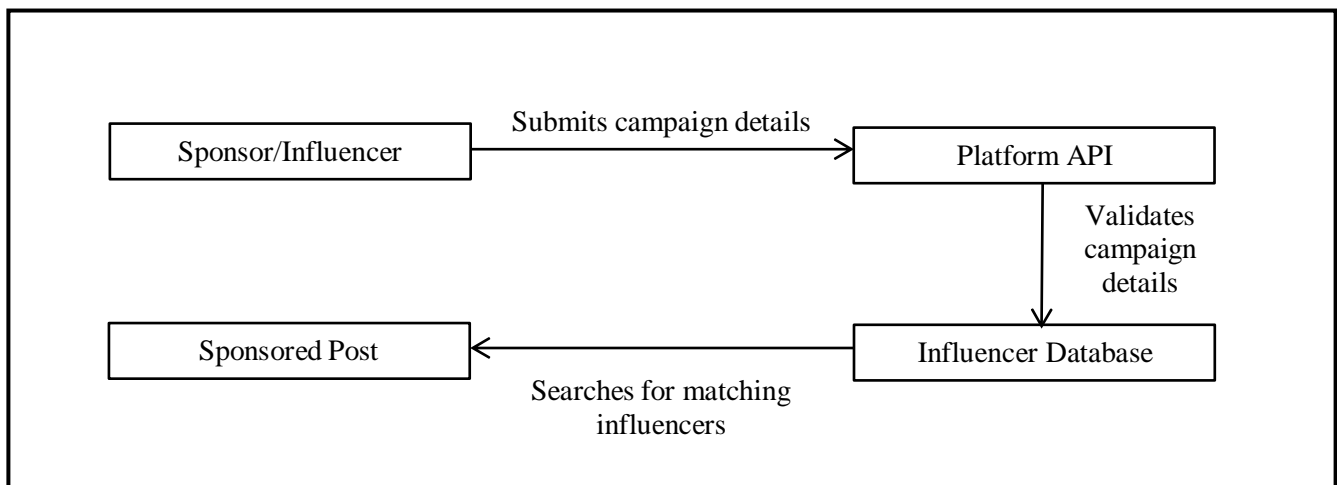 Submits campaign details
Sponsor/Influencer
Platform API
Validates
campaign
details
Sponsored Post
Influencer Database
Searches for matching
influencers